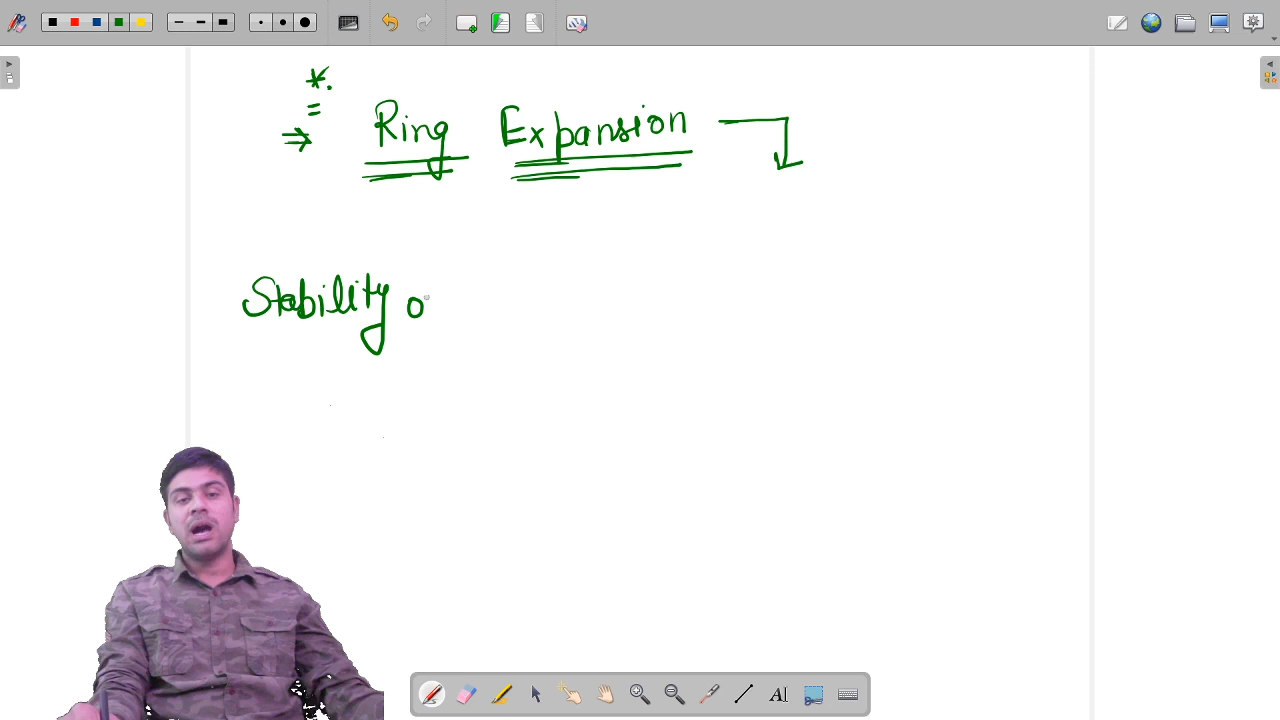 *.
=
⇒ Ring Expansion
Stability o